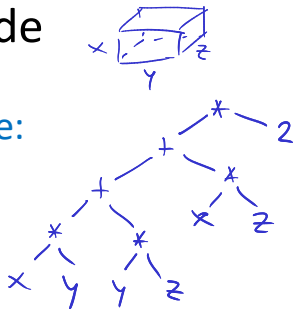 de
x z
y
e:
*
+ 2
+ *
* * x z
x y y z